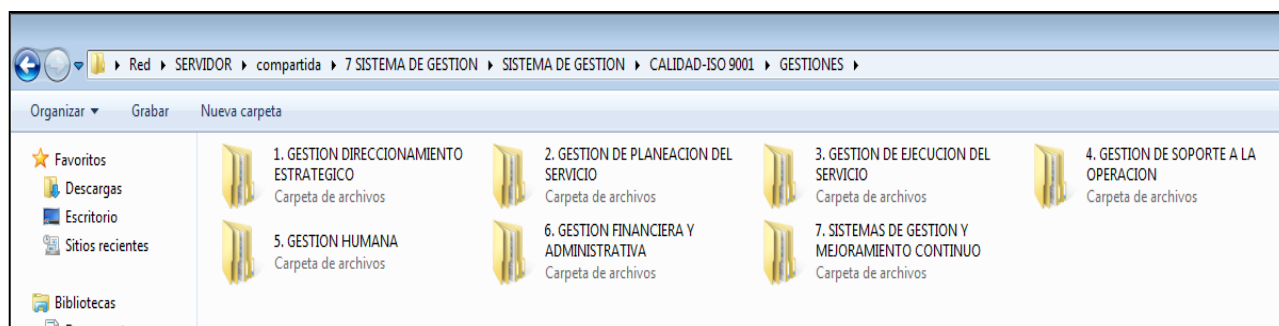 Red ▸ SERVIDOR ▸ compartida ▸ 7 SISTEMA DE GESTION ▸ SISTEMA DE GESTION ▸ CALIDAD-ISO 9001 ▸ GESTIONES ▸
Organizar Grabar Nueva carpeta
Favoritos
Descargas
Escritorio
Sitios recientes
Bibliotecas
1. GESTION DIRECCIONAMIENTO
ESTRATEGICO
Carpeta de archivos
2. GESTION DE PLANEACION DEL
SERVICIO
Carpeta de archivos
3. GESTION DE EJECUCION DEL
SERVICIO
Carpeta de archivos
4. GESTION DE SOPORTE A LA
OPERACION
Carpeta de archivos
5. GESTION HUMANA
Carpeta de archivos
6. GESTION FINANCIERA Y
ADMINISTRATIVA
Carpeta de archivos
7. SISTEMAS DE GESTION Y
MEJORAMIENTO CONTINUO
Carpeta de archivos